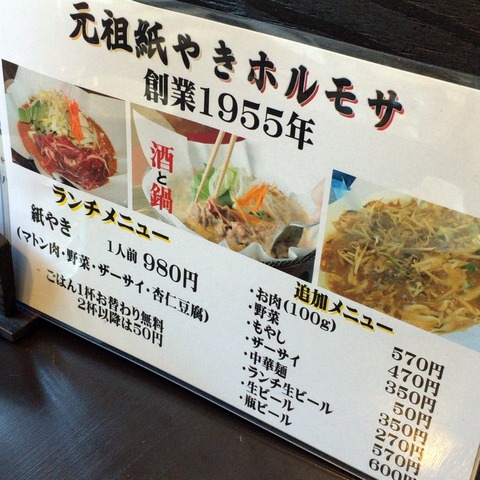 元祖紙やきホルモサ
創業1955年
酒と鍋
ランチメニュー
紙やき 1人前 980円
(マトン肉・野菜・ザーサイ・杏仁豆腐)
ごはん1杯お替わり無料
2杯以降は50円
追加メニュー
・お肉(100g) 570円
・野菜 470円
・もやし 350円
・ザーサイ 50円
・中華麺 350円
・ランチ生ビール 270円
・生ビール 570円
・瓶ビール 600円